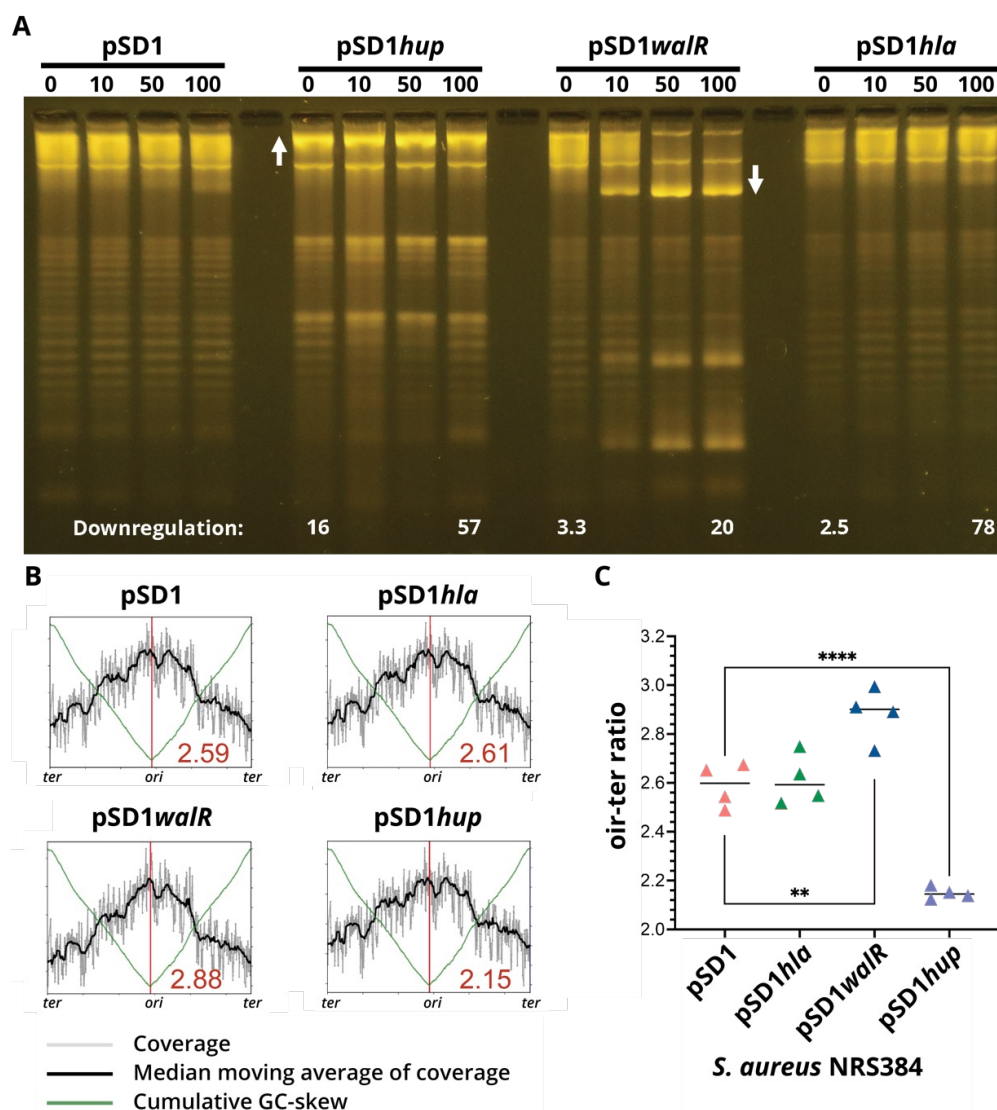 A
pSD1 pSD1hup pSD1walR pSD1hla
0 10 50 100 0 10 50 100 0 10 50 100 0 10 50 100
Downregulation: 16 57 3.3 20 2.5 78
B
pSD1 pSD1hla
2.59 2.61
ter ori ter ter ori ter
pSD1walR pSD1hup
2.88 2.15
ter ori ter ter ori ter
Coverage
Median moving average of coverage
Cumulative GC-skew
C
oir-ter ratio
3.2
3.0
2.8
2.6
2.4
2.2
2.0
****
**
pSD1 pSD1hla pSD1walR pSD1hup
S. aureus NRS384